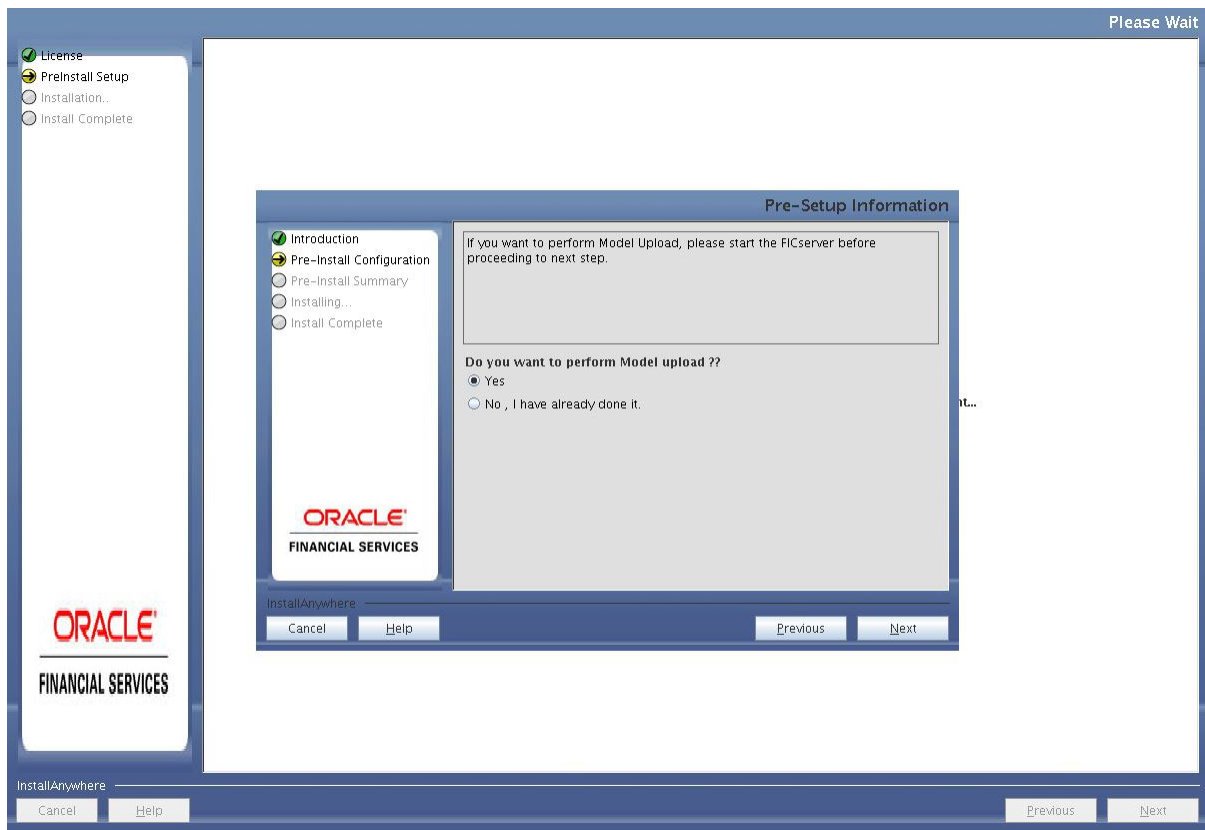 Please Wait
License
PreInstall Setup
Installation..
Install Complete
Pre-Setup Information
Introduction
Pre-Install Configuration
Pre-Install Summary
Installing...
Install Complete
If you want to perform Model Upload, please start the FICserver before
proceeding to next step.
Do you want to perform Model upload ??
Yes
No , I have already done it.
ORACLE
FINANCIAL SERVICES
InstallAnywhere
Cancel
Help
Previous
Next
ORACLE
FINANCIAL SERVICES
InstallAnywhere
Cancel
Help
Previous
Next